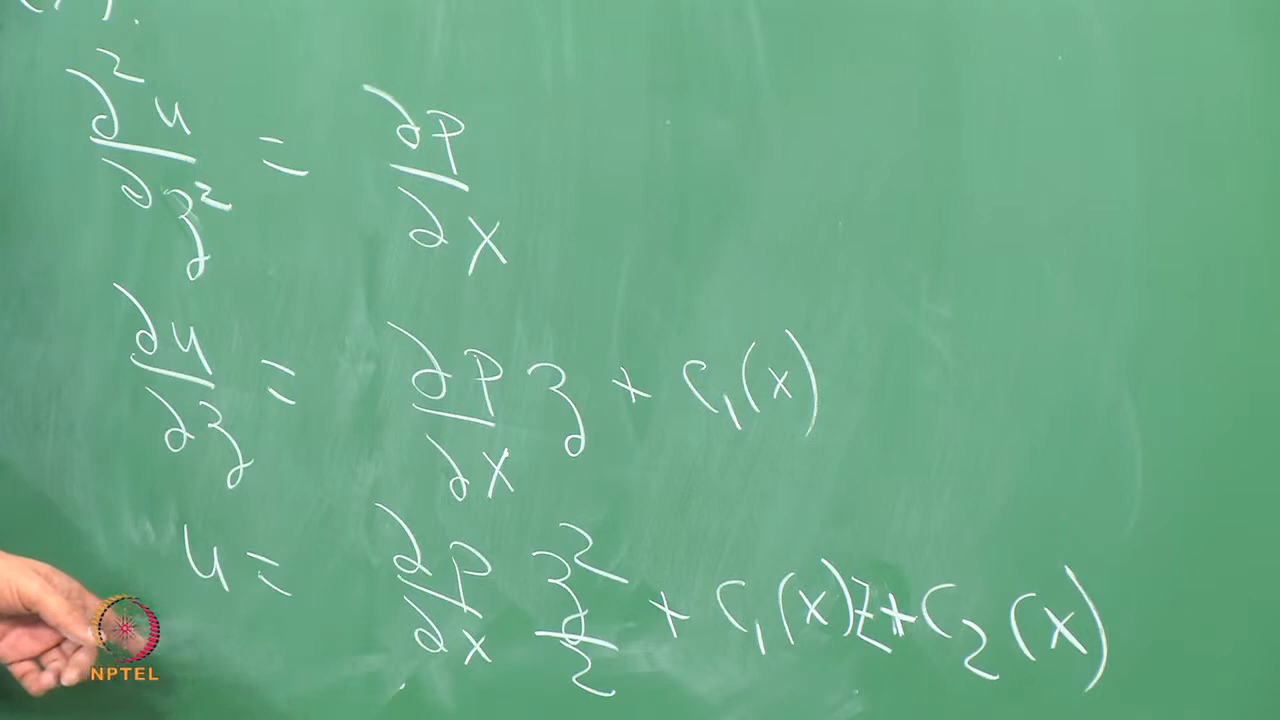 ∂²u/∂z² = ∂p/∂x
∂u/∂z = ∂p/∂x z + c₁(x)
u = ∂p/∂x z²/2 + c₁(x)z + c₂(x)
NPTEL